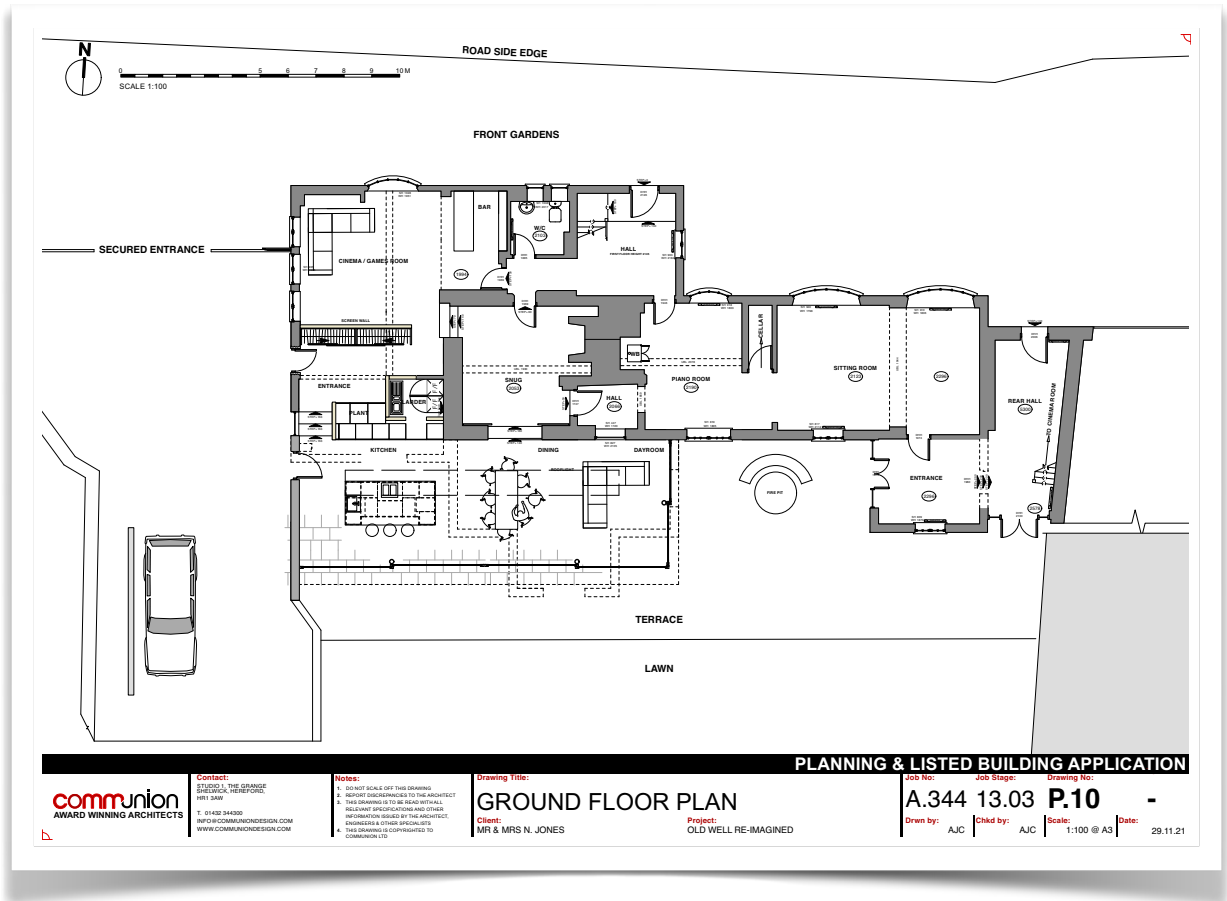 ROAD SIDE EDGE
N
0 5 6 7 8 9 10 M
SCALE 1:100
FRONT GARDENS
SECURED ENTRANCE
BAR
W/C
HALL
CINEMA / GAMES ROOM
SCREEN WALL
CELLAR
PWB
SNUG
PIANO ROOM
SITTING ROOM
2133
2296
ENTRANCE
LARDER
HALL
PLANT
REAR HALL
TO CINEMA ROOM
KITCHEN
DINING
DAYROOM
ROOFLIGHT
FIRE PIT
ENTRANCE
2296
TERRACE
LAWN
PLANNING & LISTED BUILDING APPLICATION
communion
AWARD WINNING ARCHITECTS
Contact:
STUDIO 1, THE GRANGE
SHELWICK, HEREFORD,
HR1 3AW
T. 01432 344300
INFO@COMMUNIONDESIGN.COM
WWW.COMMUNIONDESIGN.COM
Notes:
1. DO NOT SCALE OFF THIS DRAWING
2. REPORT DISCREPANCIES TO THE ARCHITECT
3. THIS DRAWING IS TO BE READ WITH ALL
RELEVANT SPECIFICATIONS AND OTHER
INFORMATION ISSUED BY THE ARCHITECT,
ENGINEERS & OTHER SPECIALISTS
4. THIS DRAWING IS COPYRIGHTED TO
COMMUNION LTD
Drawing Title:
GROUND FLOOR PLAN
Client:
MR & MRS N. JONES
Project:
OLD WELL RE-IMAGINED
Job No:
A.344
Job Stage:
13.03
Drawing No:
P.10 -
Drwn by:
AJC
Chkd by:
AJC
Scale:
1:100 @ A3
Date:
29.11.21